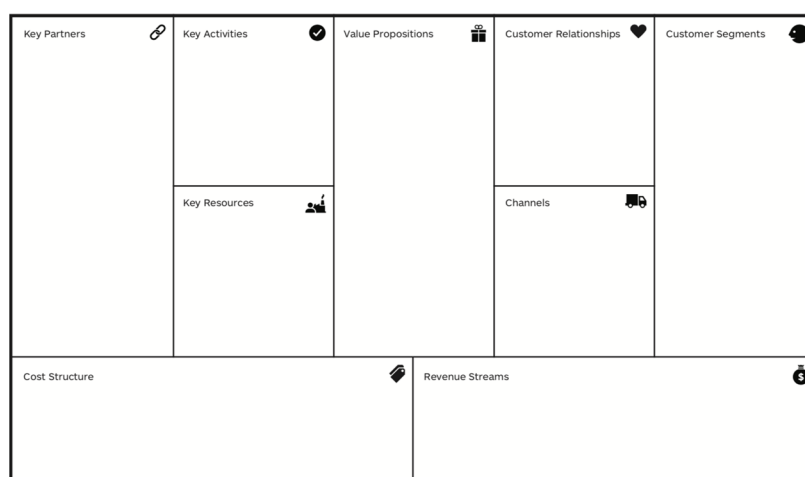 Key Partners
Key Activities
Value Propositions
Customer Relationships
Customer Segments
Key Resources
Channels
Cost Structure
Revenue Streams
$